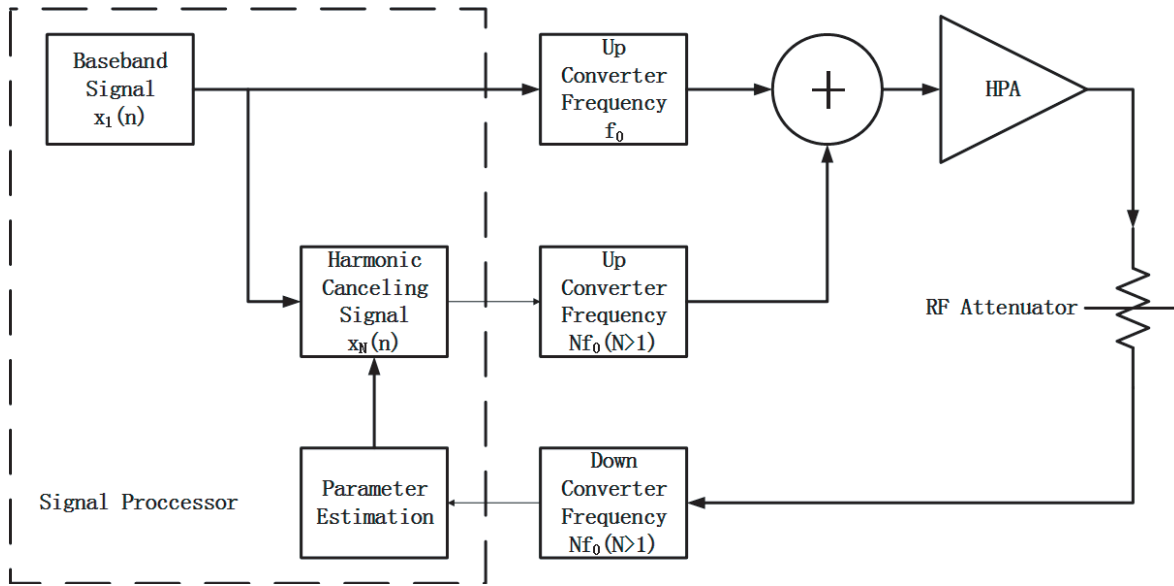 Baseband
Signal
x₁(n)
Up
Converter
Frequency
f₀
+
HPA
Harmonic
Canceling
Signal
x_N(n)
Up
Converter
Frequency
Nf₀(N>1)
RF Attenuator
Signal Proccessor
Parameter
Estimation
Down
Converter
Frequency
Nf₀(N>1)